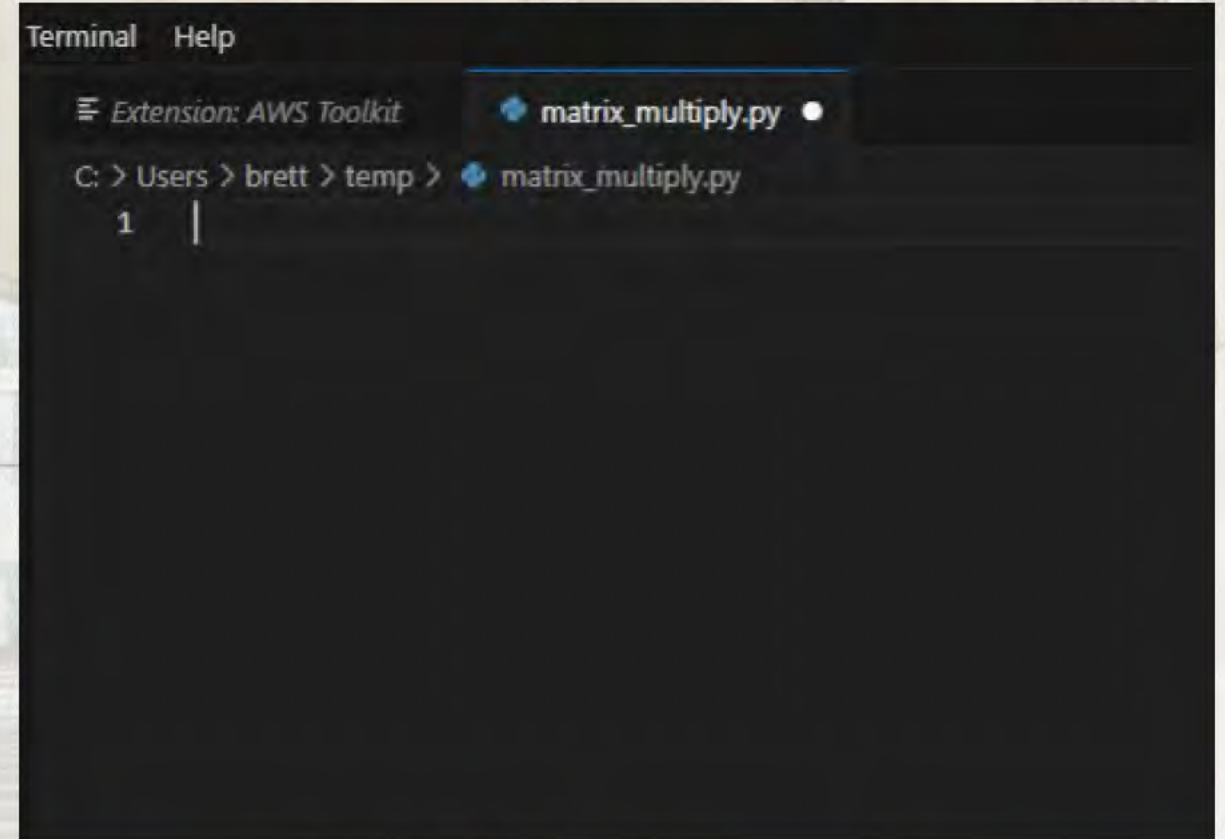 Terminal Help
Extension: AWS Toolkit matrix_multiply.py
C: > Users > brett > temp > matrix_multiply.py
1